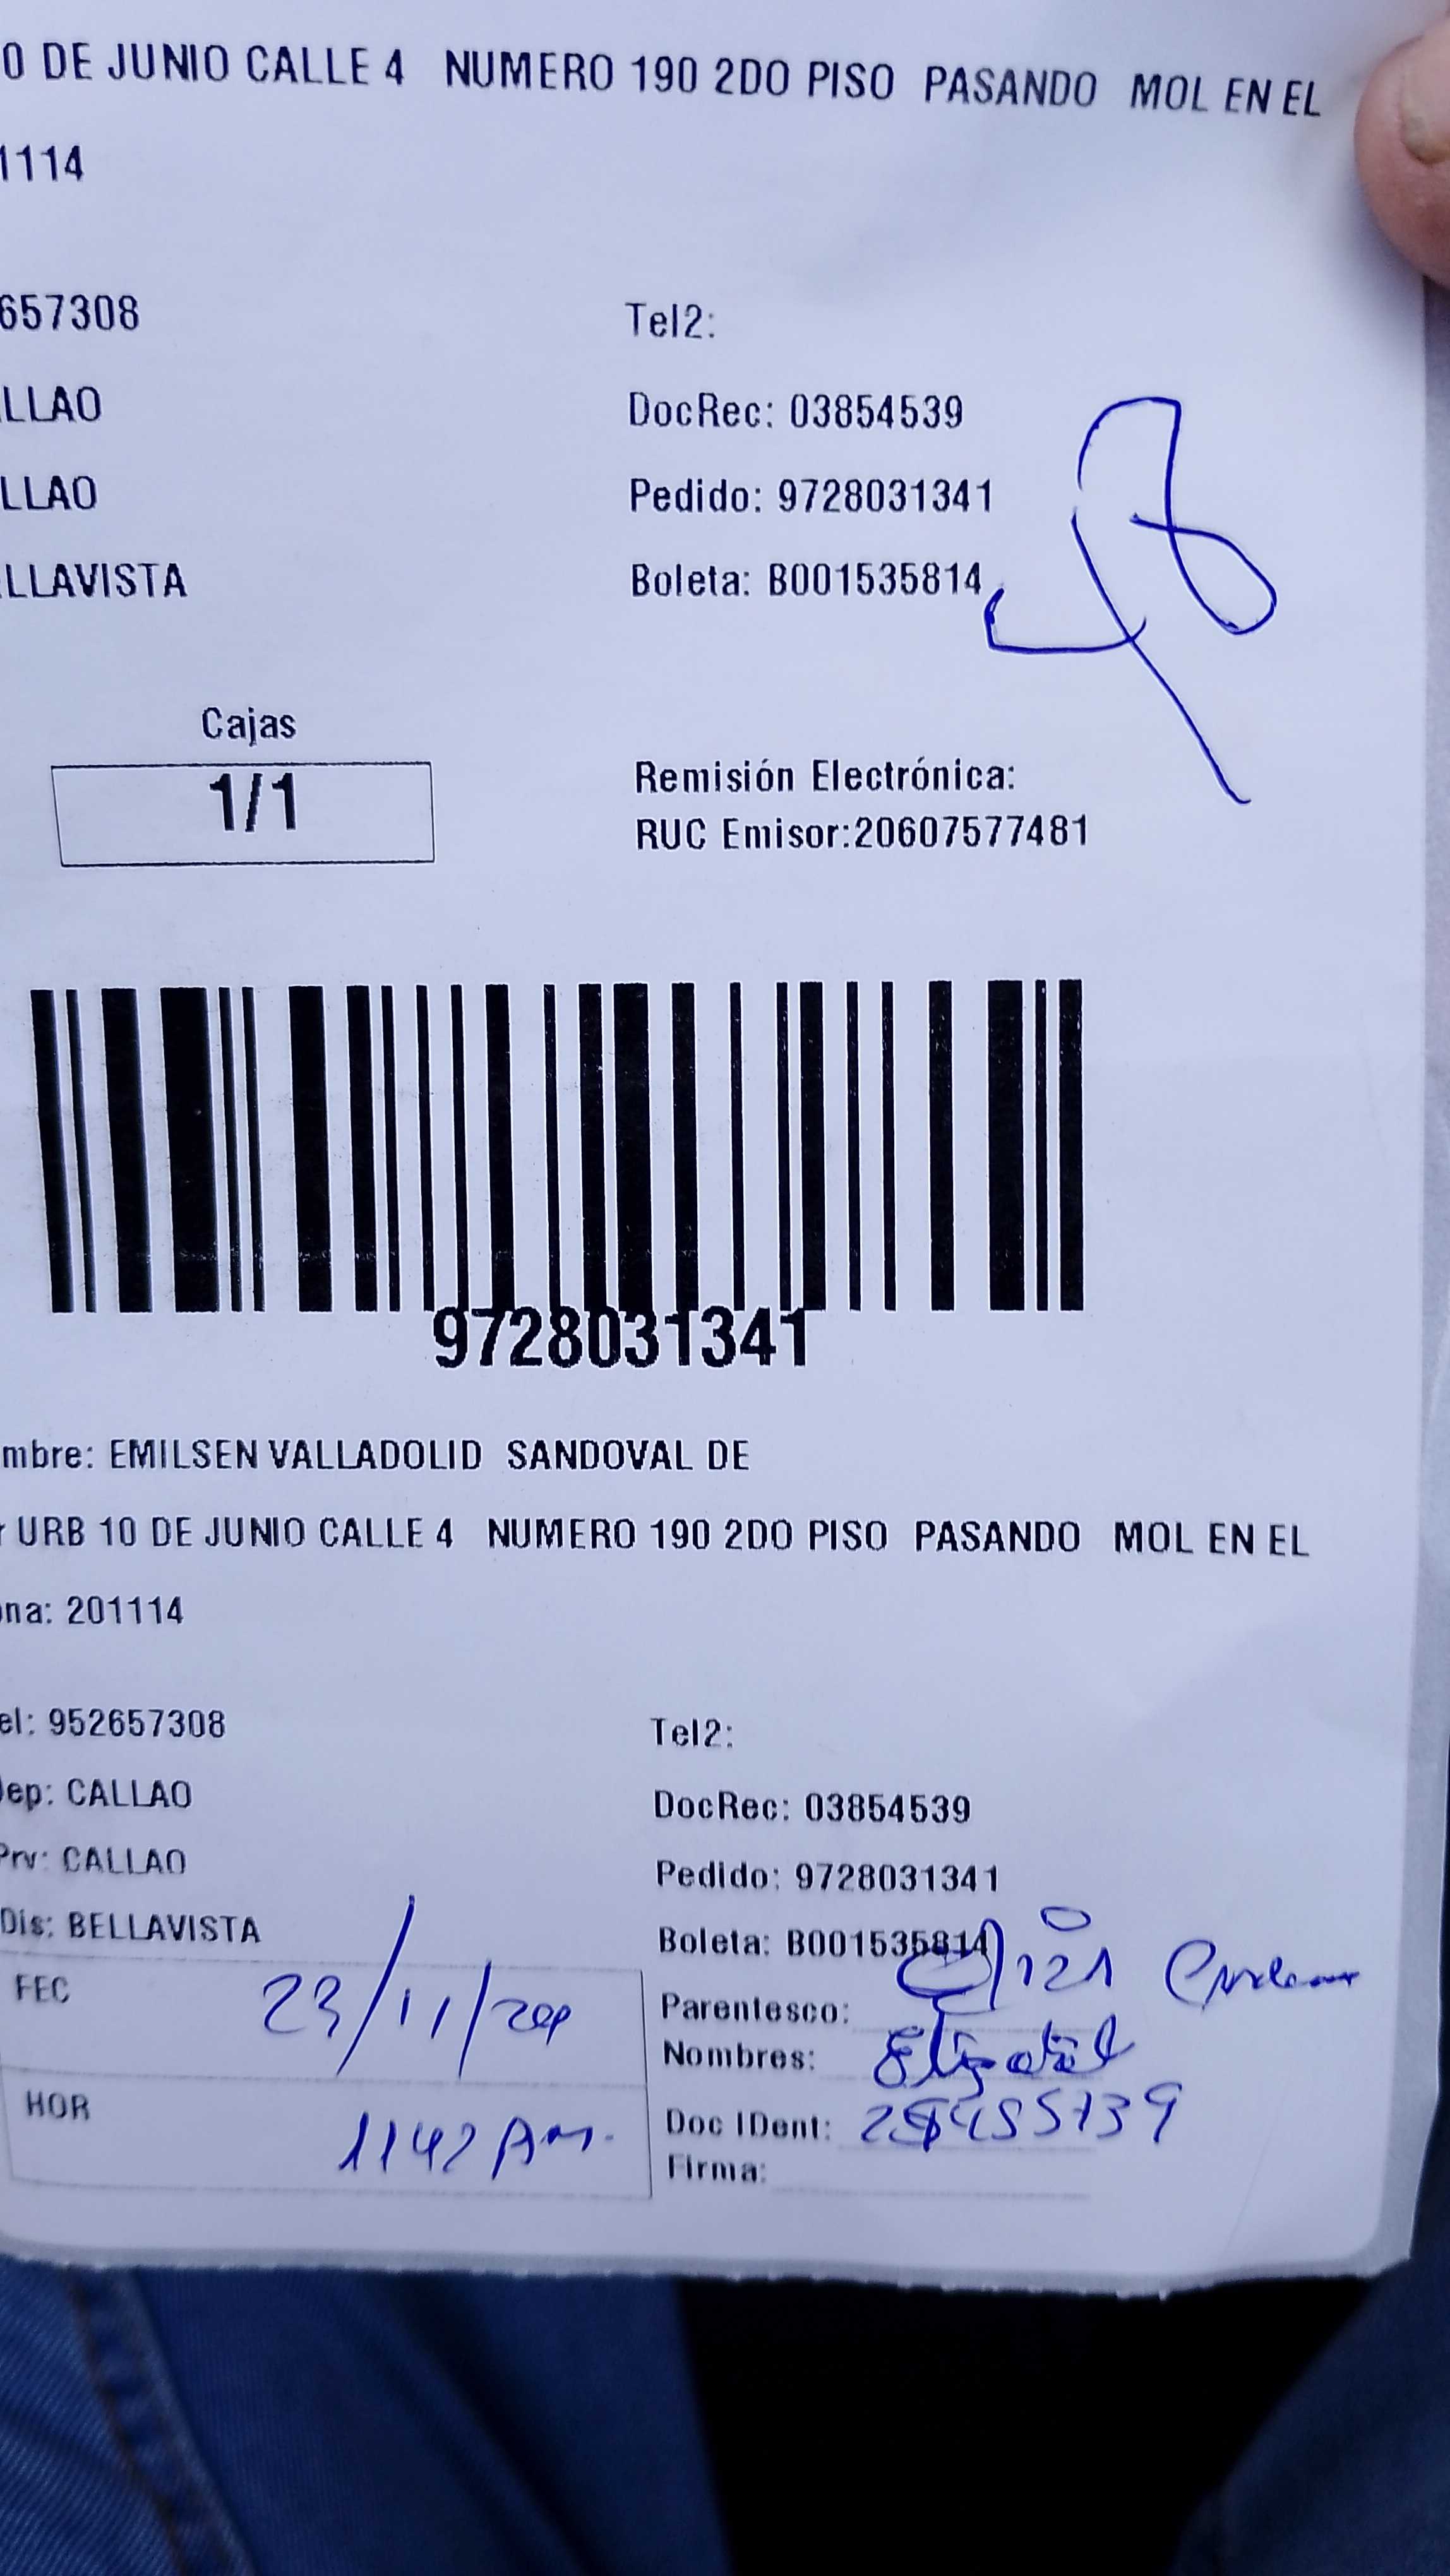 0 DE JUNIO CALLE 4 NUMERO 190 2DO PISO PASANDO MOL EN EL
1114
657308 Tel2:
LLAO DocRec: 03854539
LLAO Pedido: 9728031341
LLAVISTA Boleta: B001535814
Cajas
1/1
Remisión Electrónica:
RUC Emisor:20607577481
9728031341
mbre: EMILSEN VALLADOLID SANDOVAL DE
r URB 10 DE JUNIO CALLE 4 NUMERO 190 2DO PISO PASANDO MOL EN EL
ona: 201114
el: 952657308 Tel2:
Dep: CALLAO DocRec: 03854539
Prv: CALLAO Pedido: 9728031341
Dis: BELLAVISTA Boleta: B001535814
FEC 23/11/
Parentesco:
Nombres:
HOR 1142 Am.
Doc IDent:
Firma: